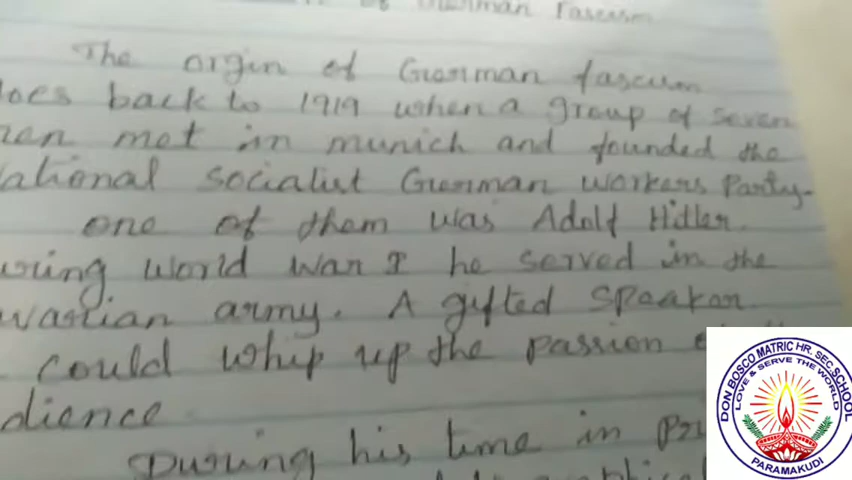 of German Fascism
The orgin of German fascism
oes back to 1919 when a group of seven
men met in munich and founded the
ational socialist German workers Party.
one of them was Adolf Hitler.
uring world war I he served in the
varian army. A gifted speaker
could whip up the passion
dience
During his time in Pri
DON BOSCO MATRIC HR. SEC. SCHOOL
LOVE & SERVE THE WORLD
PARAMAKUDI